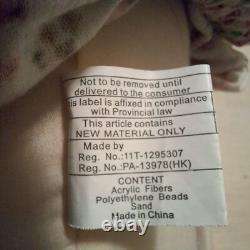 Not to be removed until
delivered to the consumer
This label is affixed in compliance
with Provincial law
This article contains
NEW MATERIAL ONLY
Made by
Reg. No.:11T-1295307
Reg. No.:PA-13978(HK)
CONTENT
Acrylic Fibers
Polyethylene Beads
Sand
Made in China
ebay